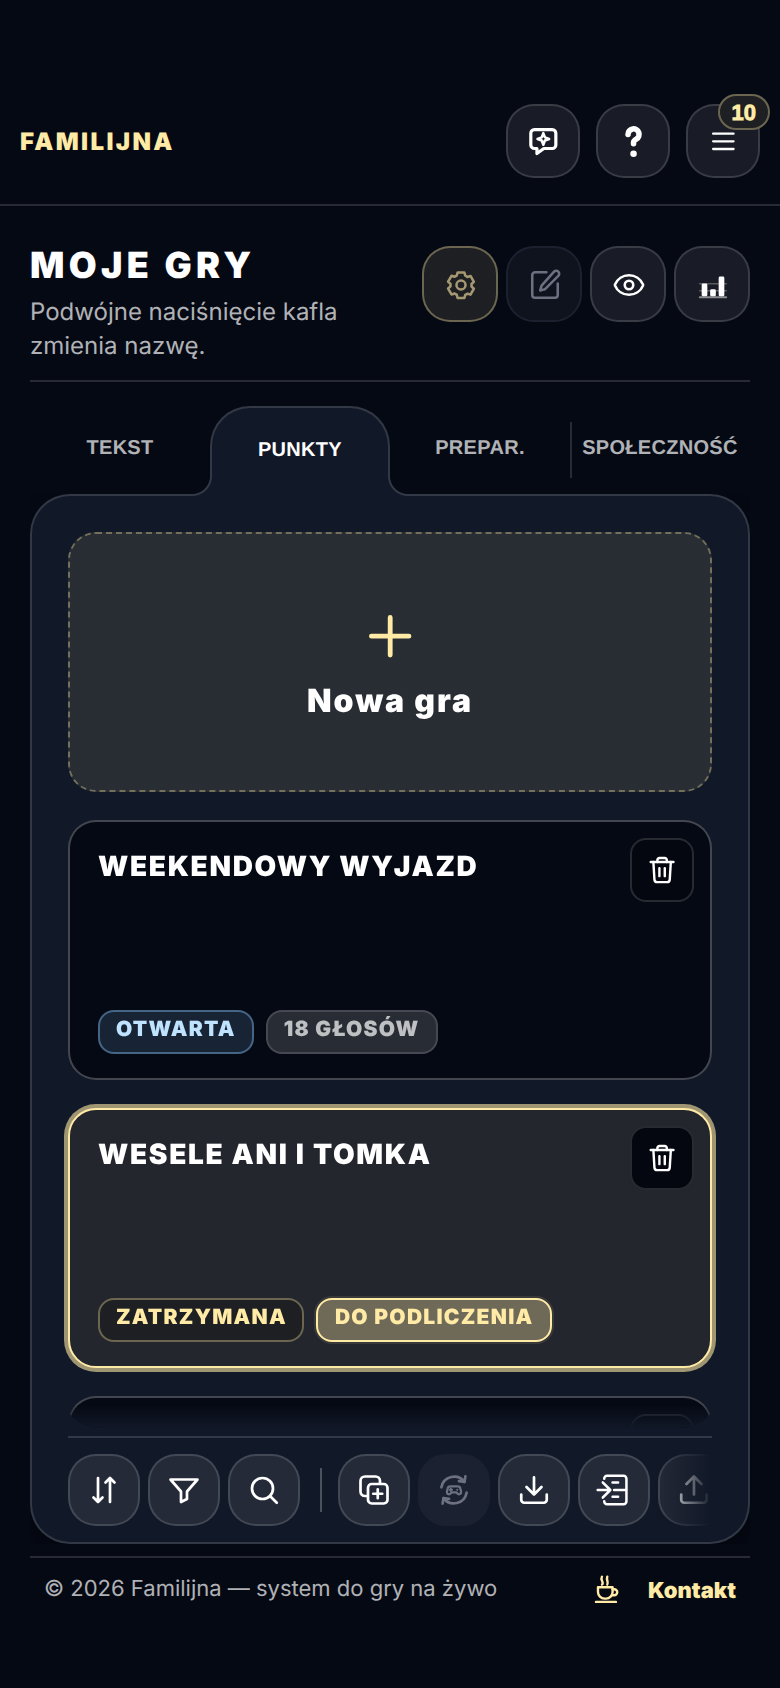 FAMILIJNA
10
MOJE GRY
Podwójne naciśnięcie kafla
zmienia nazwę.
TEKST
PUNKTY
PREPAR.
SPOŁECZNOŚĆ
Nowa gra
WEEKENDOWY WYJAZD
OTWARTA
18 GŁOSÓW
WESELE ANI I TOMKA
ZATRZYMANA
DO PODLICZENIA
© 2026 Familijna — system do gry na żywo
Kontakt